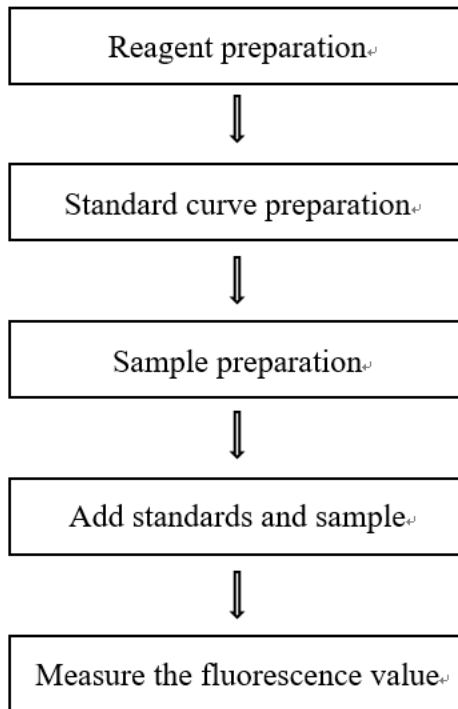 Reagent preparation
Standard curve preparation
Sample preparation
Add standards and sample
Measure the fluorescence value